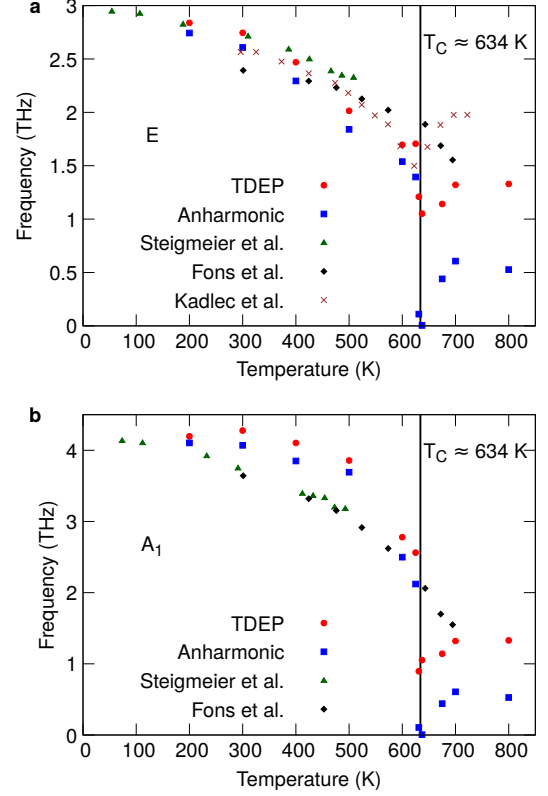 a
3
2.5
2
1.5
1
0.5
0
0 100 200 300 400 500 600 700 800
Frequency (THz)
Temperature (K)
T_C ≈ 634 K
E
TDEP
Anharmonic
Steigmeier et al.
Fons et al.
Kadlec et al.
b
4
3
2
1
0
0 100 200 300 400 500 600 700 800
Frequency (THz)
Temperature (K)
T_C ≈ 634 K
A_1
TDEP
Anharmonic
Steigmeier et al.
Fons et al.